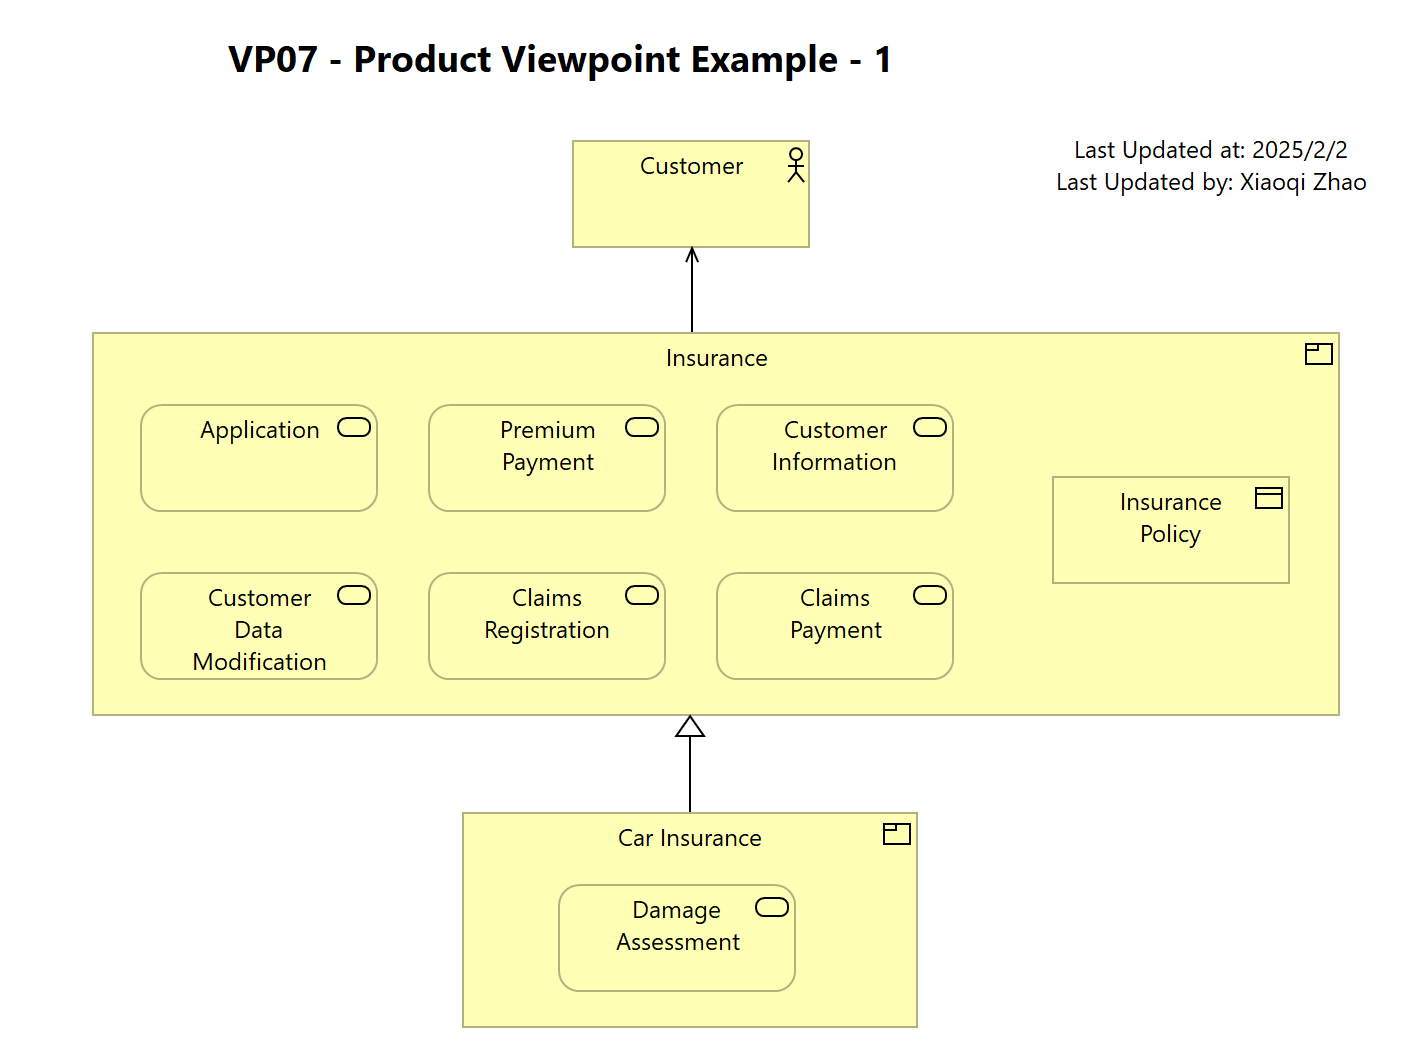 VP07 - Product Viewpoint Example - 1
Last Updated at: 2025/2/2
Last Updated by: Xiaoqi Zhao
Customer
Insurance
Application
Premium
Payment
Customer
Information
Insurance
Policy
Customer
Data
Modification
Claims
Registration
Claims
Payment
Car Insurance
Damage
Assessment